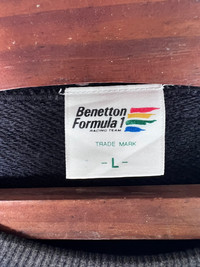 Benetton
Formula 1
RACING TEAM
TRADE MARK
- L -